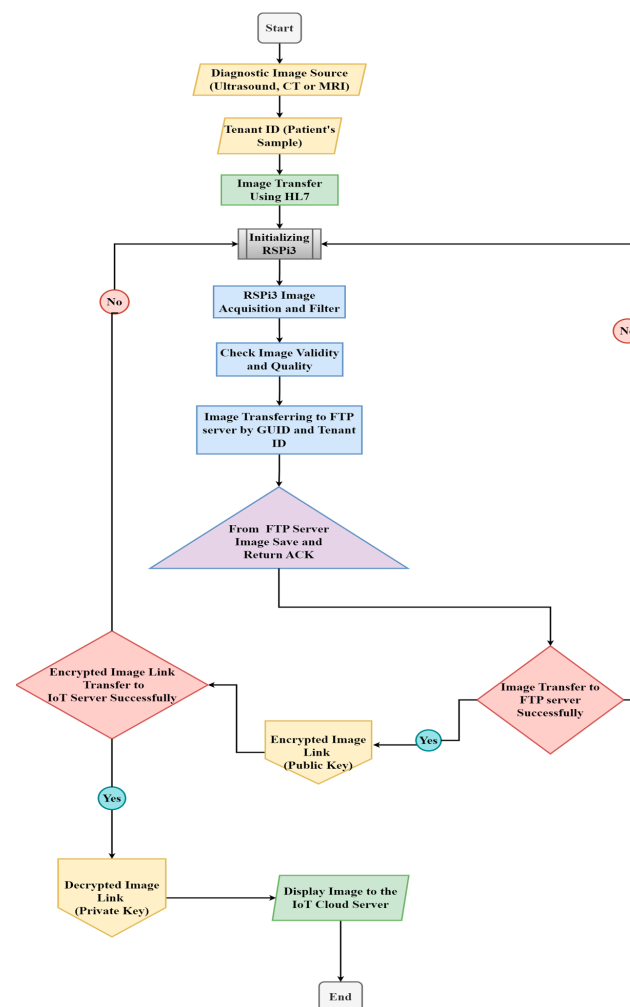 Start
Diagnostic Image Source
(Ultrasound, CT or MRI)
Tenant ID (Patient's
Sample)
Image Transfer
Using HL7
Initializing
RSPi3
No
RSPi3 Image
Acquisition and Filter
No
Check Image Validity
and Quality
Image Transferring to FTP
server by GUID and Tenant
ID
From FTP Server
Image Save and
Return ACK
Encrypted Image Link
Transfer to
IoT Server Successfully
Image Transfer to
FTP server
Successfully
Yes
Encrypted Image
Link
(Public Key)
Yes
Decrypted Image
Link
(Private Key)
Display Image to the
IoT Cloud Server
End